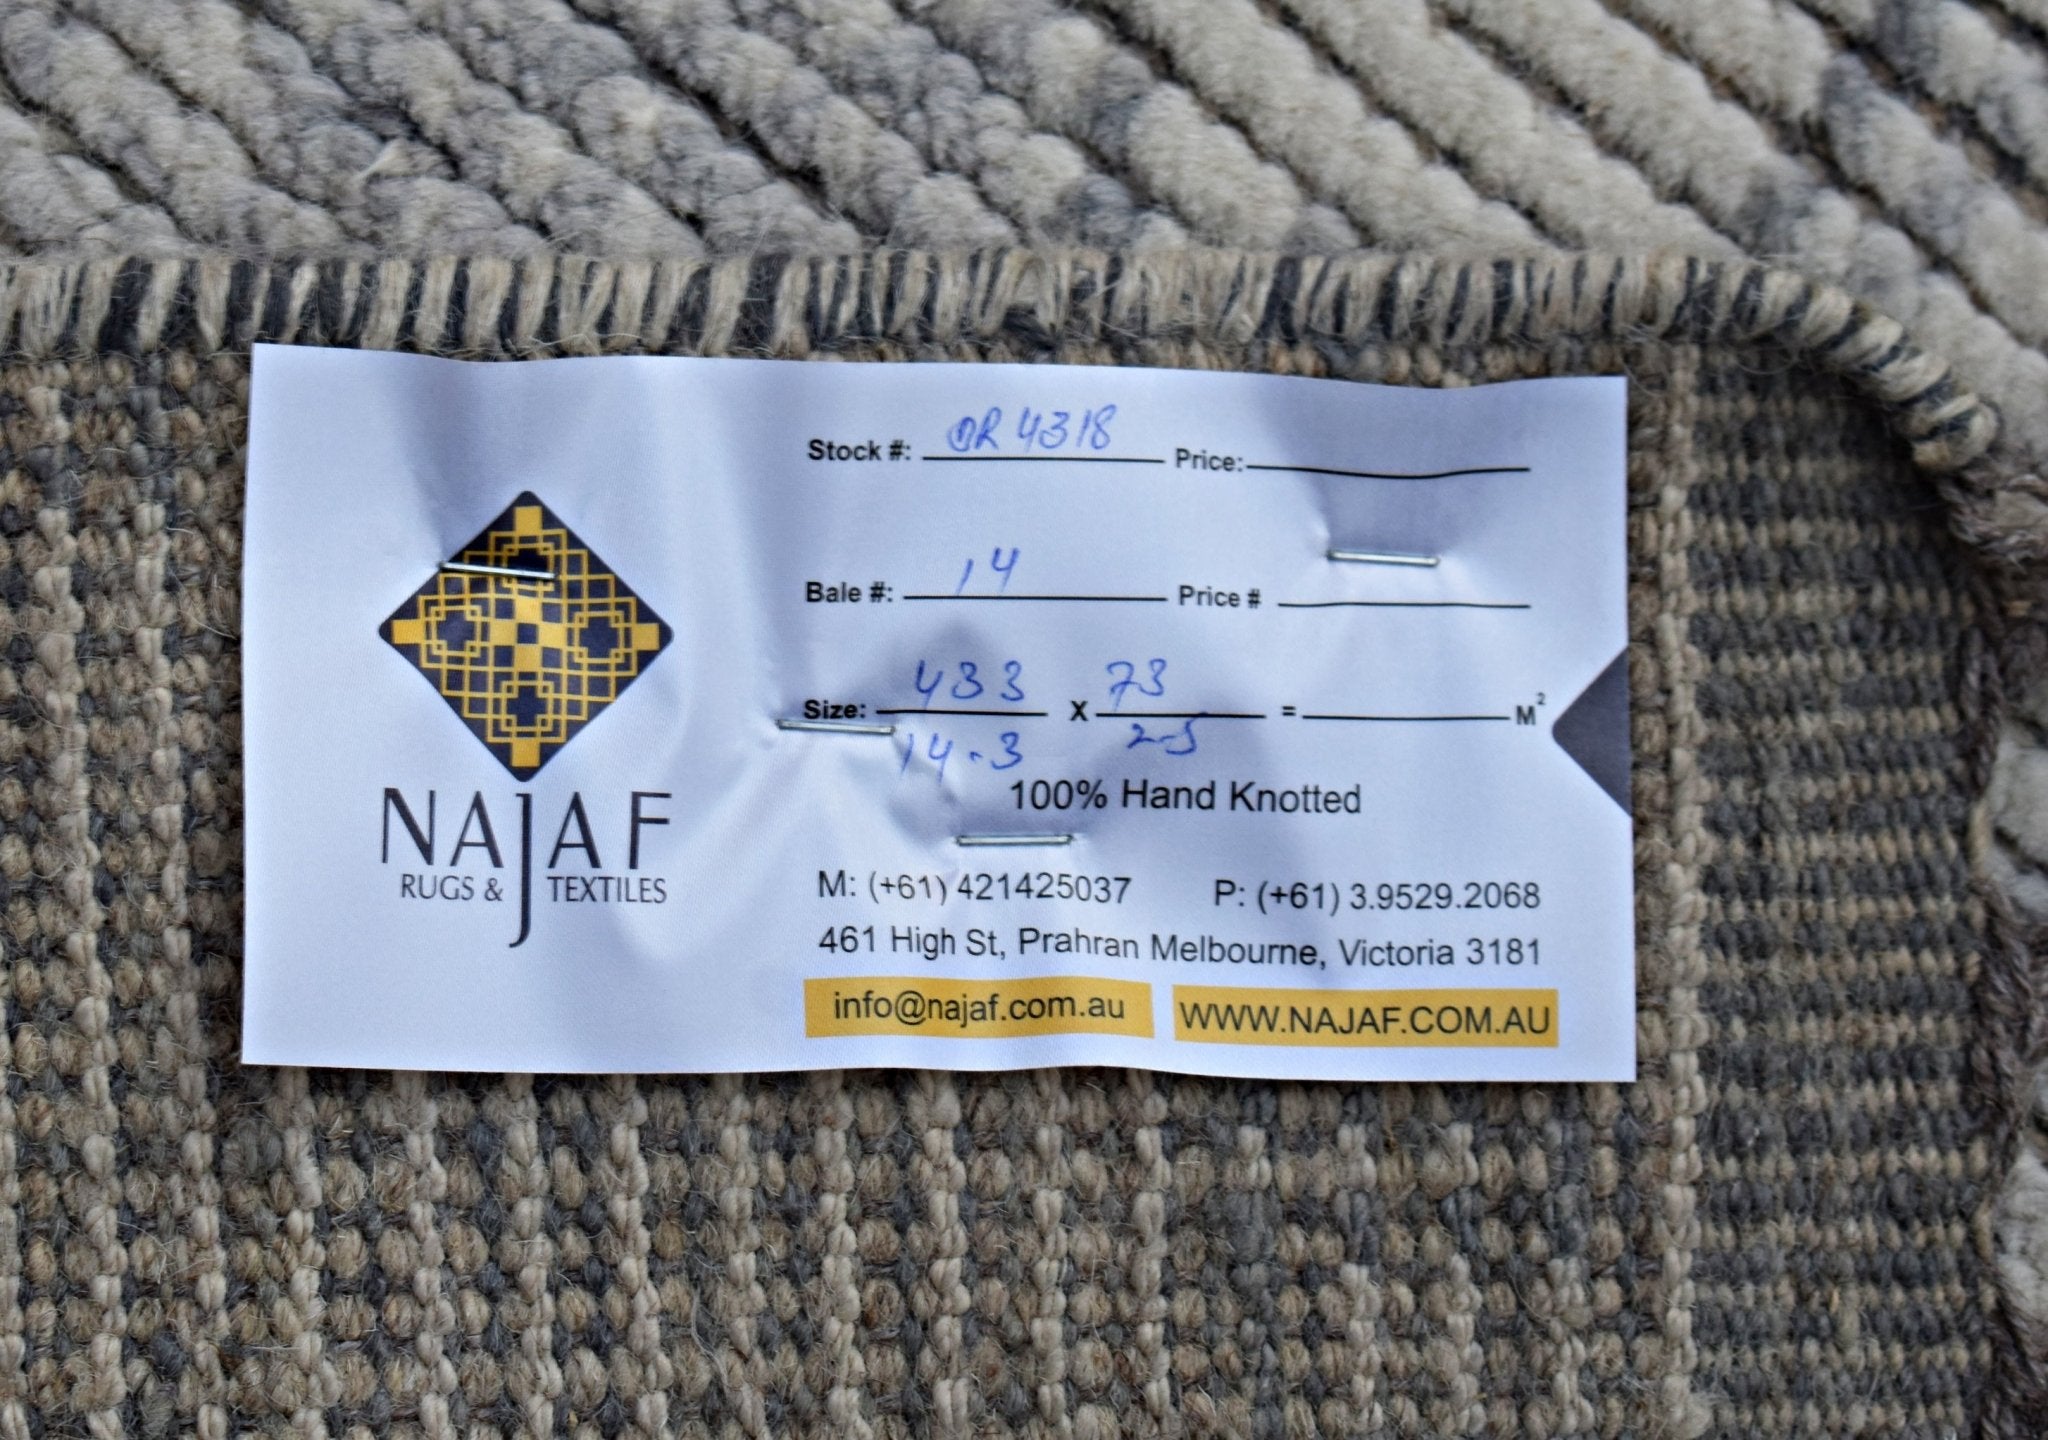 Stock #: OR 4318 Price:
Bale #: 14 Price #
Size: 433 X 73 = M²
14-3 2-5
100% Hand Knotted
NAJAF
RUGS & TEXTILES
M: (+61) 421425037 P: (+61) 3.9529.2068
461 High St, Prahran Melbourne, Victoria 3181
info@najaf.com.au WWW.NAJAF.COM.AU